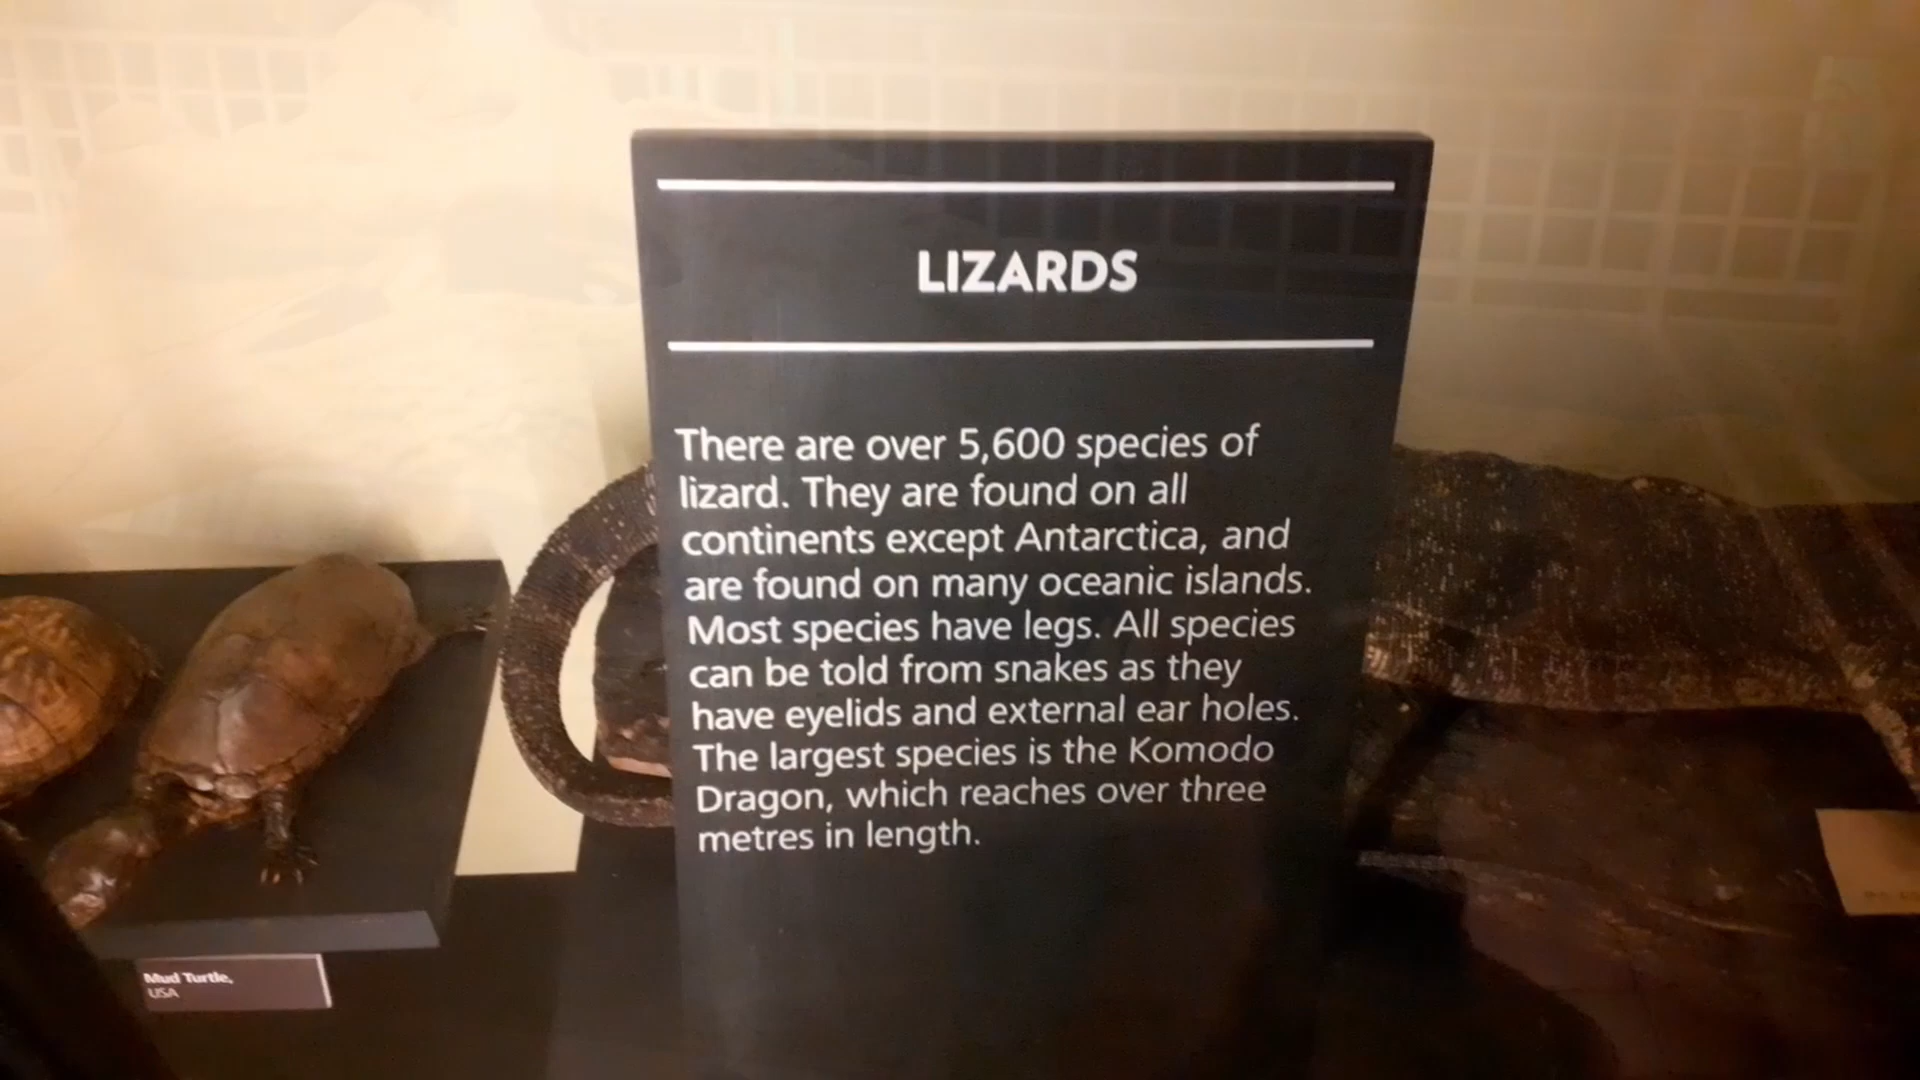 LIZARDS
There are over 5,600 species of
lizard. They are found on all
continents except Antarctica, and
are found on many oceanic islands.
Most species have legs. All species
can be told from snakes as they
have eyelids and external ear holes.
The largest species is the Komodo
Dragon, which reaches over three
metres in length.
Mud Turtle,
USA